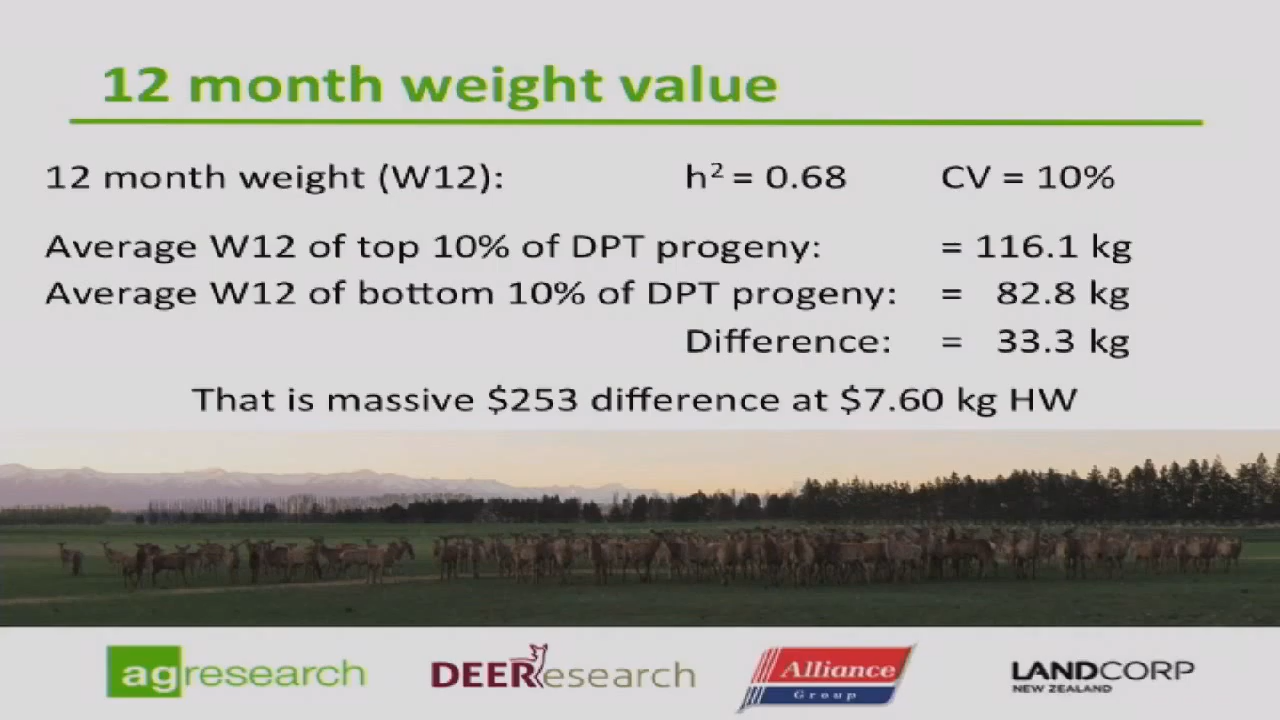 12 month weight value
12 month weight (W12): h² = 0.68 CV = 10%
Average W12 of top 10% of DPT progeny: = 116.1 kg
Average W12 of bottom 10% of DPT progeny: = 82.8 kg
Difference: = 33.3 kg
That is massive $253 difference at $7.60 kg HW
agresearch
DEEResearch
Alliance
Group
LANDCORP
NEW ZEALAND